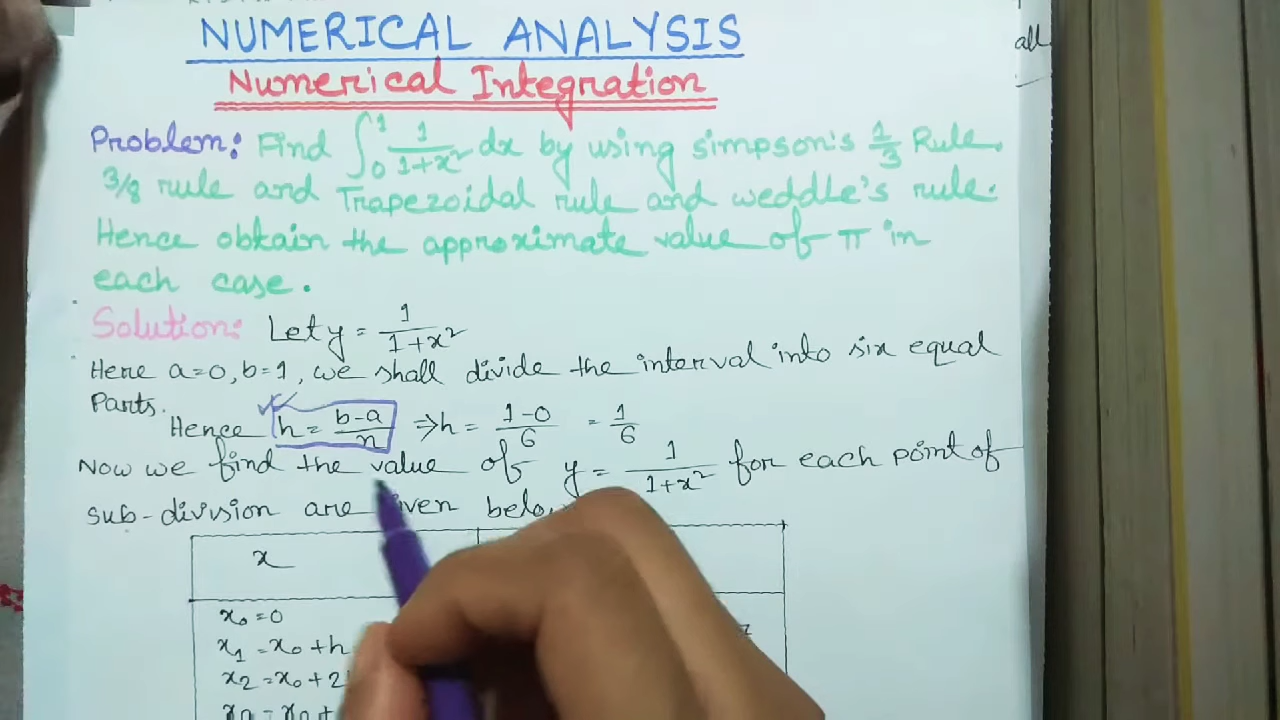 all
NUMERICAL ANALYSIS
Numerical Integration
Problem: Find ∫₀¹ 1/(1+x²) dx by using simpson's 1/3 Rule,
3/8 rule and Trapezoidal rule and weddle's rule.
Hence obtain the approximate value of π in
each case.
Solution: Let y = 1/(1+x²)
Here a=0, b=1, we shall divide the interval into six equal
Parts.
Hence h = (b-a)/n ⇒ h = (1-0)/6 = 1/6
Now we find the value of y = 1/(1+x²) for each point of
sub-division are given
x
x₀ = 0
x₁ = x₀ + h
x₂ = x₀ + 2